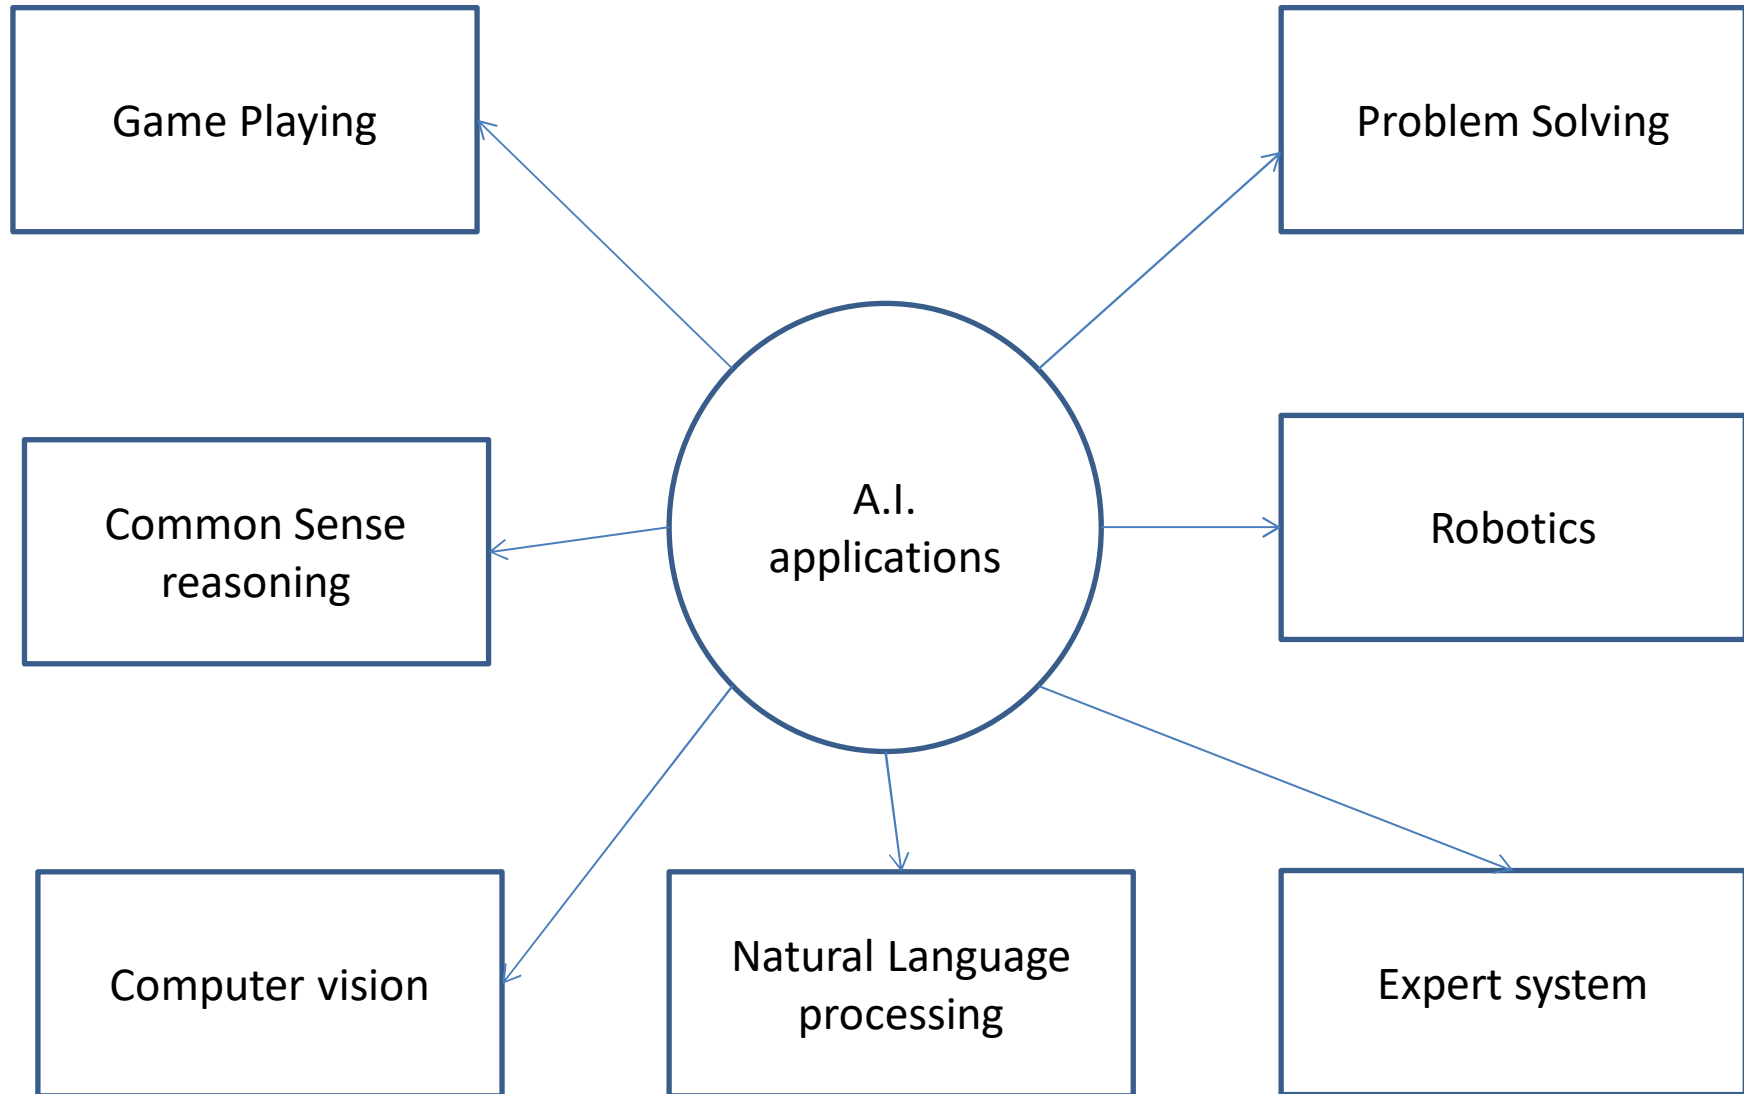 Game Playing
Problem Solving
Common Sense
reasoning
A.I.
applications
Robotics
Computer vision
Natural Language
processing
Expert system